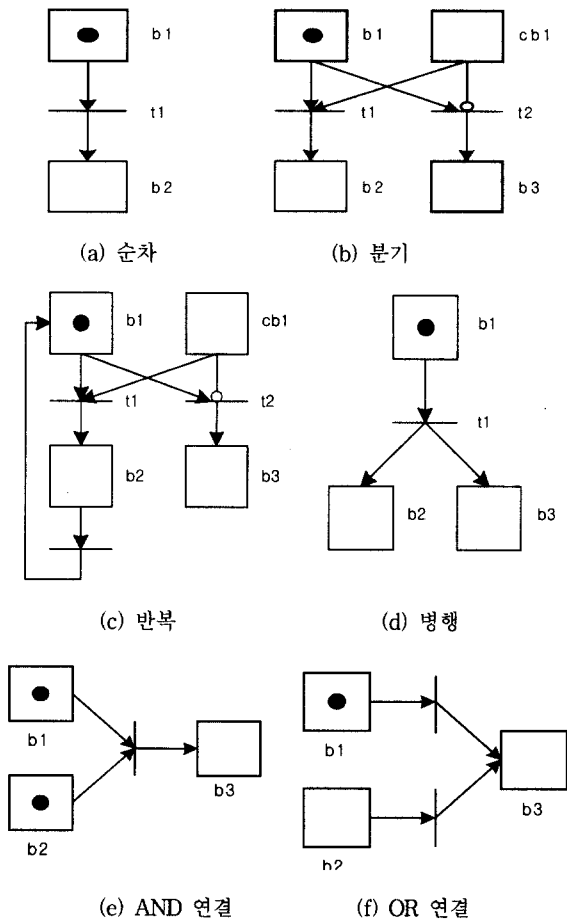 b1 b1 cb1
t1 t1 t2
b2 b2 b3
(a) 순차 (b) 분기
b1 cb1 b1
t1 t2 t1
b2 b3 b2 b3
(c) 반복 (d) 병행
b1 b1
b3 b3
b2 b2
(e) AND 연결 (f) OR 연결